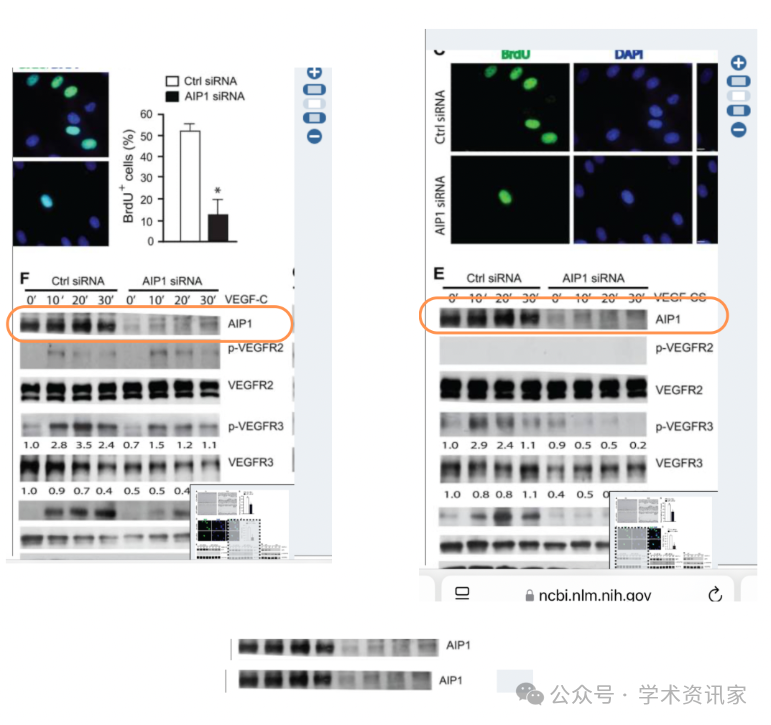 Ctrl siRNA
AIP1 siRNA
60
50
40
30
20
10
0
BrdU+ cells (%)
*
F
Ctrl siRNA AIP1 siRNA
0' 10' 20' 30' 0' 10' 20' 30' VEGF-C
AIP1
p-VEGFR2
VEGFR2
p-VEGFR3
1.0 2.8 3.5 2.4 0.7 1.5 1.2 1.1
VEGFR3
1.0 0.9 0.7 0.4 0.5 0.5 0.4
BrdU DAPI
Ctrl siRNA
AIP1 siRNA
E
Ctrl siRNA AIP1 siRNA
0' 10' 20' 30' 0' 10' 20' 30' VEGF-CS
AIP1
p-VEGFR2
VEGFR2
p-VEGFR3
1.0 2.9 2.4 1.1 0.9 0.5 0.5 0.2
VEGFR3
1.0 0.8 0.8 1.1 0.4 0.5
ncbi.nlm.nih.gov
AIP1
AIP1
公众号 · 学术资讯家